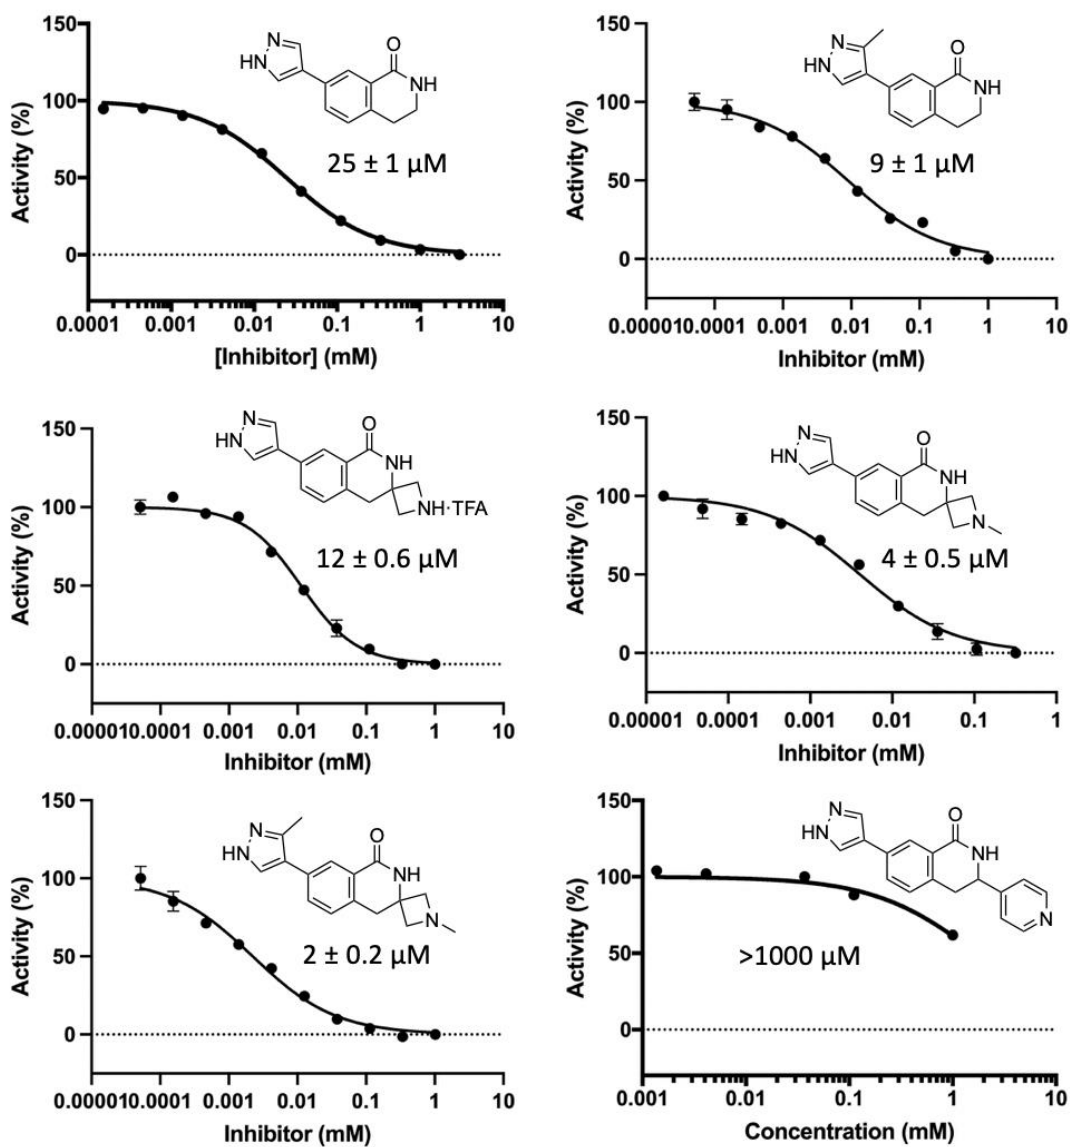 150
100
50
0
Activity (%)
N
HN
O
NH
25 ± 1 µM
0.0001 0.001 0.01 0.1 1 10
[Inhibitor] (mM)
150
100
50
0
Activity (%)
N
HN
O
NH
9 ± 1 µM
0.00001 0.0001 0.001 0.01 0.1 1 10
Inhibitor (mM)
150
100
50
0
Activity (%)
N
HN
O
NH
NH·TFA
12 ± 0.6 µM
0.00001 0.0001 0.001 0.01 0.1 1 10
Inhibitor (mM)
150
100
50
0
Activity (%)
N
HN
O
NH
N
4 ± 0.5 µM
0.00001 0.0001 0.001 0.01 0.1 1
Inhibitor (mM)
150
100
50
0
Activity (%)
N
HN
O
NH
N
2 ± 0.2 µM
0.00001 0.0001 0.001 0.01 0.1 1 10
Inhibitor (mM)
150
100
50
0
Activity (%)
N
HN
O
NH
N
>1000 µM
0.001 0.01 0.1 1 10
Concentration (mM)